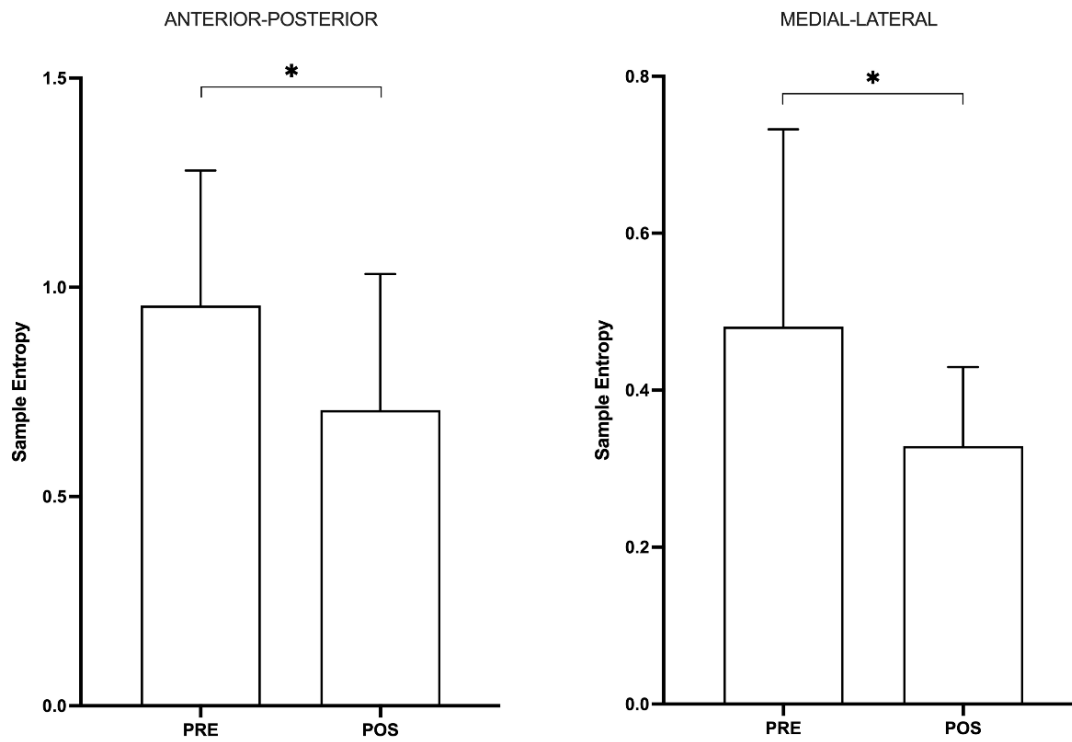 ANTERIOR-POSTERIOR
*
1.5
1.0
0.5
0.0
Sample Entropy
PRE POS
MEDIAL-LATERAL
*
0.8
0.6
0.4
0.2
0.0
Sample Entropy
PRE POS